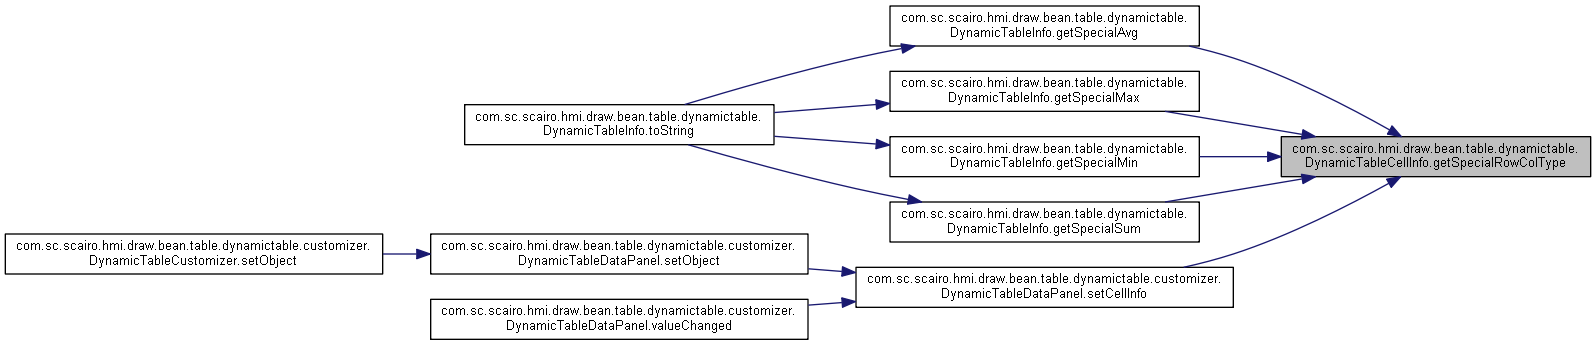 com.sc.scairo.hmi.draw.bean.table.dynamictable.
DynamicTableInfo.getSpecialAvg
com.sc.scairo.hmi.draw.bean.table.dynamictable.
DynamicTableInfo.getSpecialMax
com.sc.scairo.hmi.draw.bean.table.dynamictable.
DynamicTableInfo.toString
com.sc.scairo.hmi.draw.bean.table.dynamictable.
DynamicTableInfo.getSpecialMin
com.sc.scairo.hmi.draw.bean.table.dynamictable.
DynamicTableCellInfo.getSpecialRowColType
com.sc.scairo.hmi.draw.bean.table.dynamictable.
DynamicTableInfo.getSpecialSum
com.sc.scairo.hmi.draw.bean.table.dynamictable.customizer.
DynamicTableCustomizer.setObject
com.sc.scairo.hmi.draw.bean.table.dynamictable.customizer.
DynamicTableDataPanel.setObject
com.sc.scairo.hmi.draw.bean.table.dynamictable.customizer.
DynamicTableDataPanel.setCellInfo
com.sc.scairo.hmi.draw.bean.table.dynamictable.customizer.
DynamicTableDataPanel.valueChanged